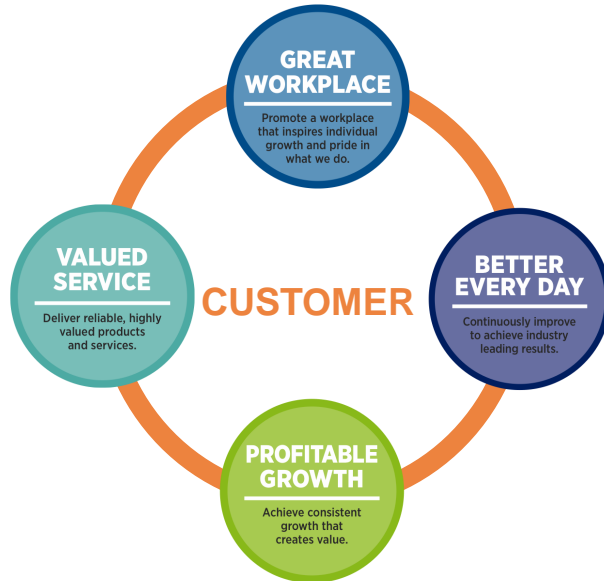 GREAT
WORKPLACE
Promote a workplace
that inspires individual
growth and pride in
what we do.
VALUED
SERVICE
Deliver reliable, highly
valued products
and services.
CUSTOMER
BETTER
EVERY DAY
Continuously improve
to achieve industry
leading results.
PROFITABLE
GROWTH
Achieve consistent
growth that
creates value.